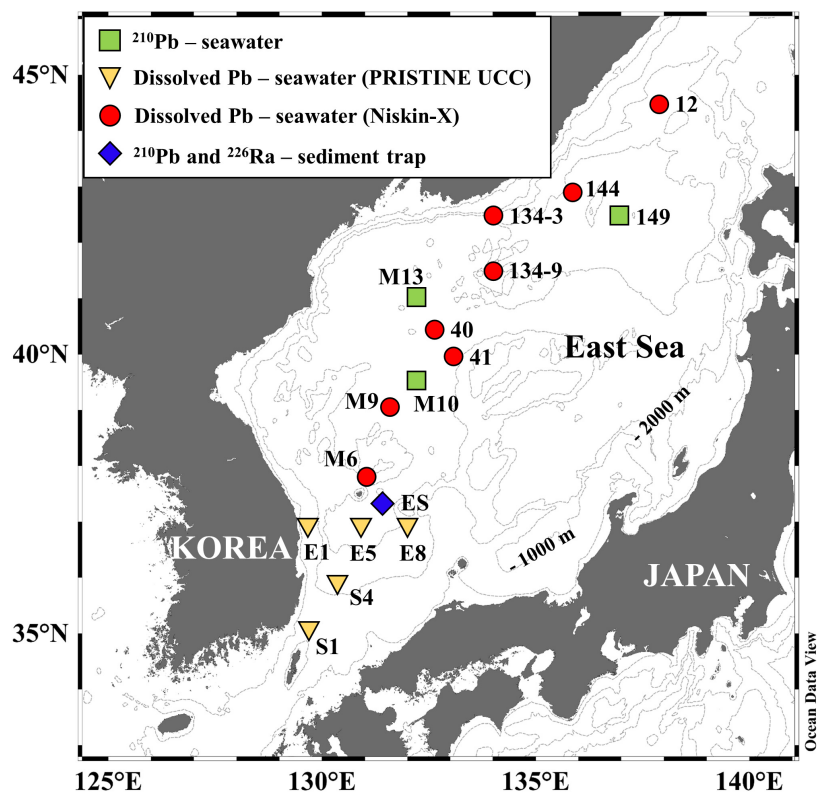 ²¹⁰Pb – seawater
Dissolved Pb – seawater (PRISTINE UCC)
Dissolved Pb – seawater (Niskin-X)
²¹⁰Pb and ²²⁶Ra – sediment trap
45°N
12
144
134-3
149
134-9
M13
40
40°N
41
East Sea
M10
M9
- 2000 m
M6
ES
KOREA
E1
E5
E8
- 1000 m
JAPAN
S4
35°N
S1
Ocean Data View
125°E
130°E
135°E
140°E